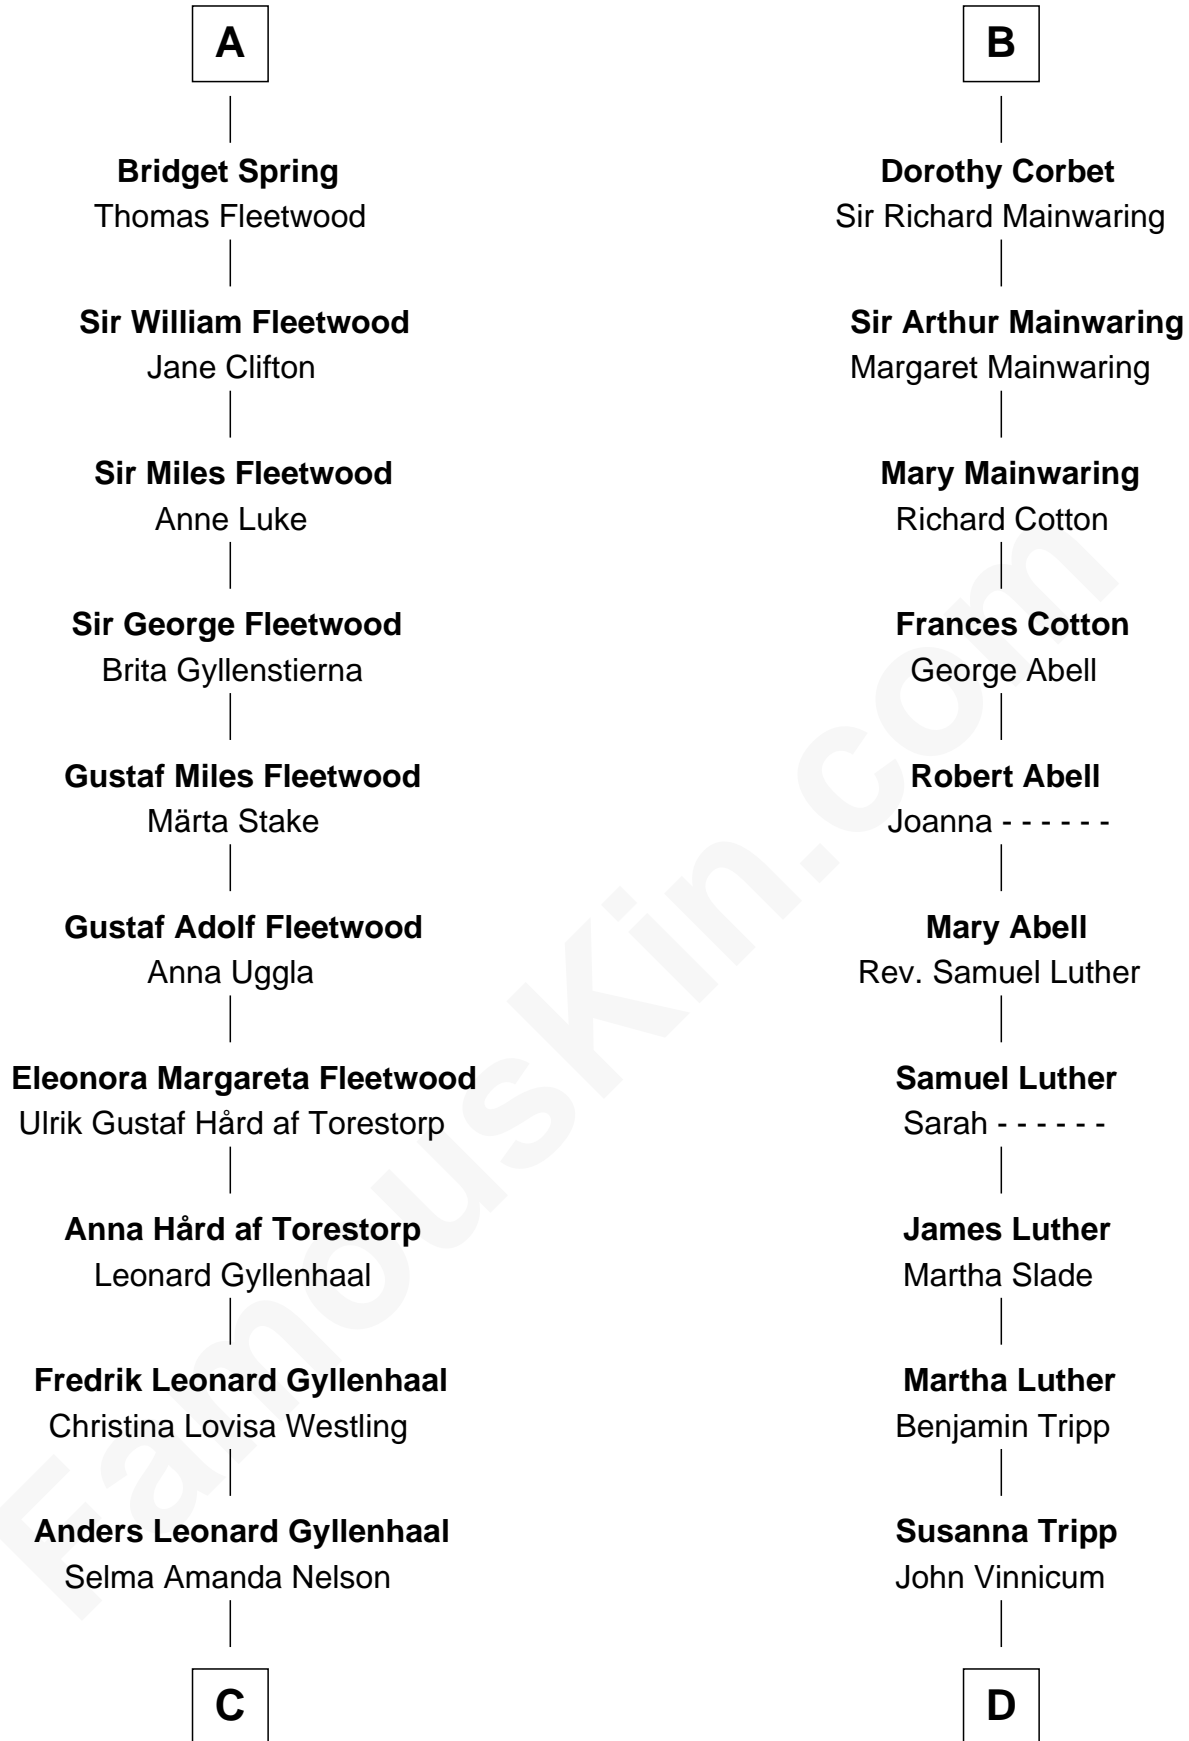 A
Bridget Spring
Thomas Fleetwood
Sir William Fleetwood
Jane Clifton
Sir Miles Fleetwood
Anne Luke
Sir George Fleetwood
Brita Gyllenstierna
Gustaf Miles Fleetwood
Märta Stake
Gustaf Adolf Fleetwood
Anna Uggla
Eleonora Margareta Fleetwood
Ulrik Gustaf Hård af Torestorp
Anna Hård af Torestorp
Leonard Gyllenhaal
Fredrik Leonard Gyllenhaal
Christina Lovisa Westling
Anders Leonard Gyllenhaal
Selma Amanda Nelson
C
B
Dorothy Corbet
Sir Richard Mainwaring
Sir Arthur Mainwaring
Margaret Mainwaring
Mary Mainwaring
Richard Cotton
Frances Cotton
George Abell
Robert Abell
Joanna - - - - - -
Mary Abell
Rev. Samuel Luther
Samuel Luther
Sarah - - - - - -
James Luther
Martha Slade
Martha Luther
Benjamin Tripp
Susanna Tripp
John Vinnicum
D
FamousKin.com